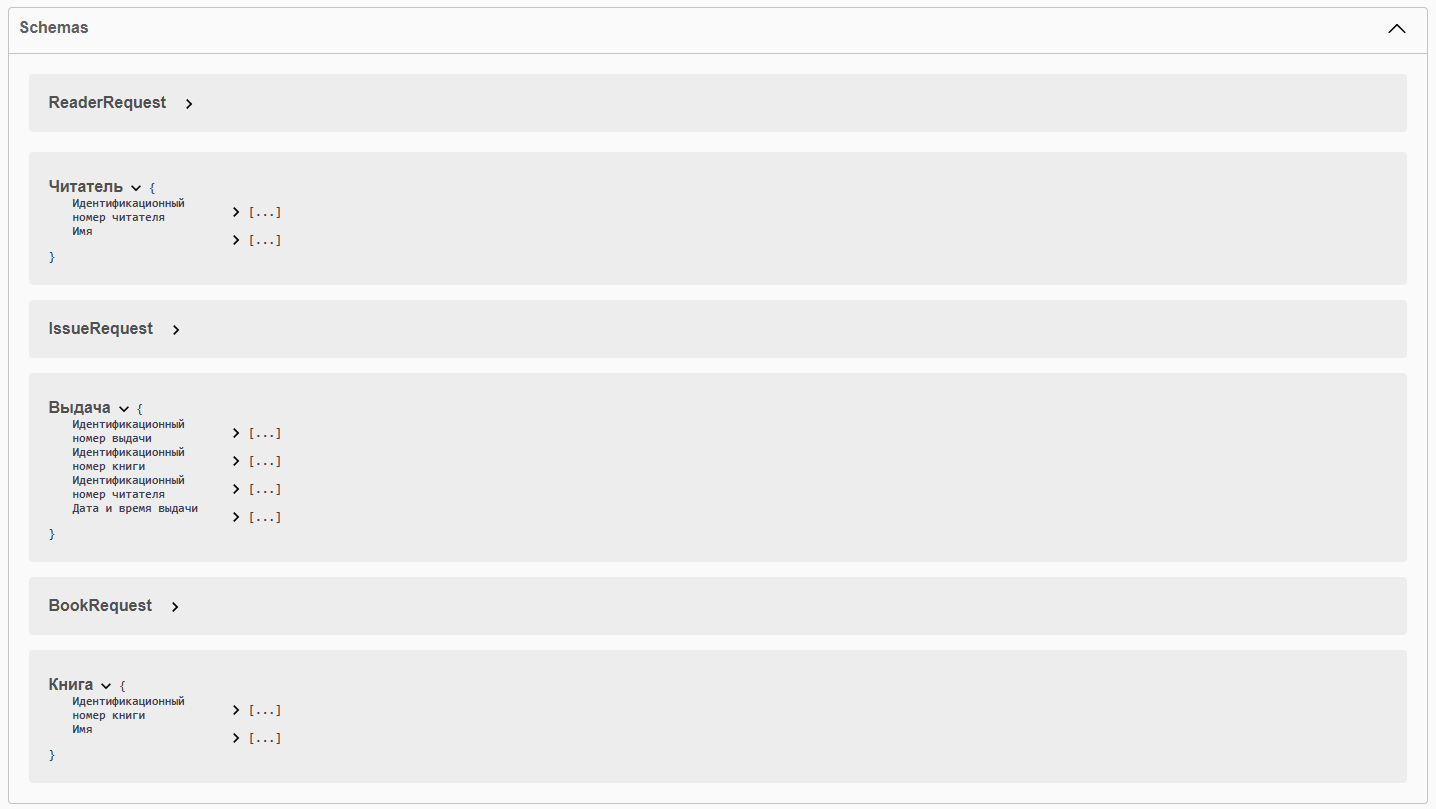 Schemas
ReaderRequest
Читатель {
Идентификационный
номер читателя
[...]
Имя
[...]
}
IssueRequest
Выдача {
Идентификационный
номер выдачи
[...]
Идентификационный
номер книги
[...]
Идентификационный
номер читателя
[...]
Дата и время выдачи
[...]
}
BookRequest
Книга {
Идентификационный
номер книги
[...]
Имя
[...]
}